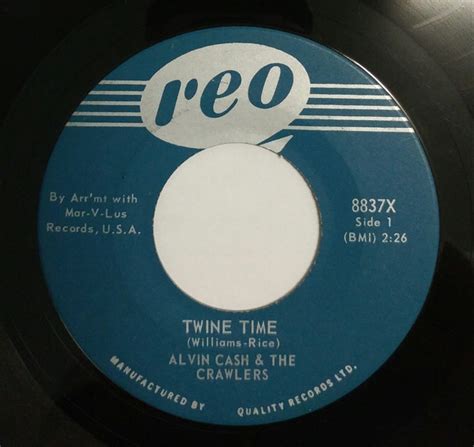 reo
By Arr'mt with
Mar-V-Lus
Records, U.S.A.
8837X
Side 1
(BMI) 2:26
TWINE TIME
(Williams-Rice)
ALVIN CASH & THE
CRAWLERS
MANUFACTURED BY QUALITY RECORDS LTD.